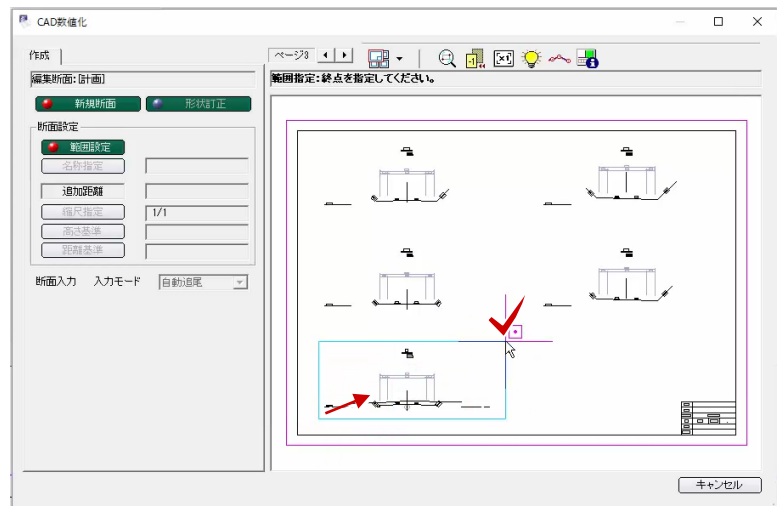 CAD数値化
作成
編集断面：[計画]
新規断面
形状訂正
断面設定
範囲設定
名称指定
追加距離
縮尺指定
1/1
高さ基準
距離基準
断面入力 入力モード 自動追尾
ページ3
範囲指定：終点を指定してください。
キャンセル